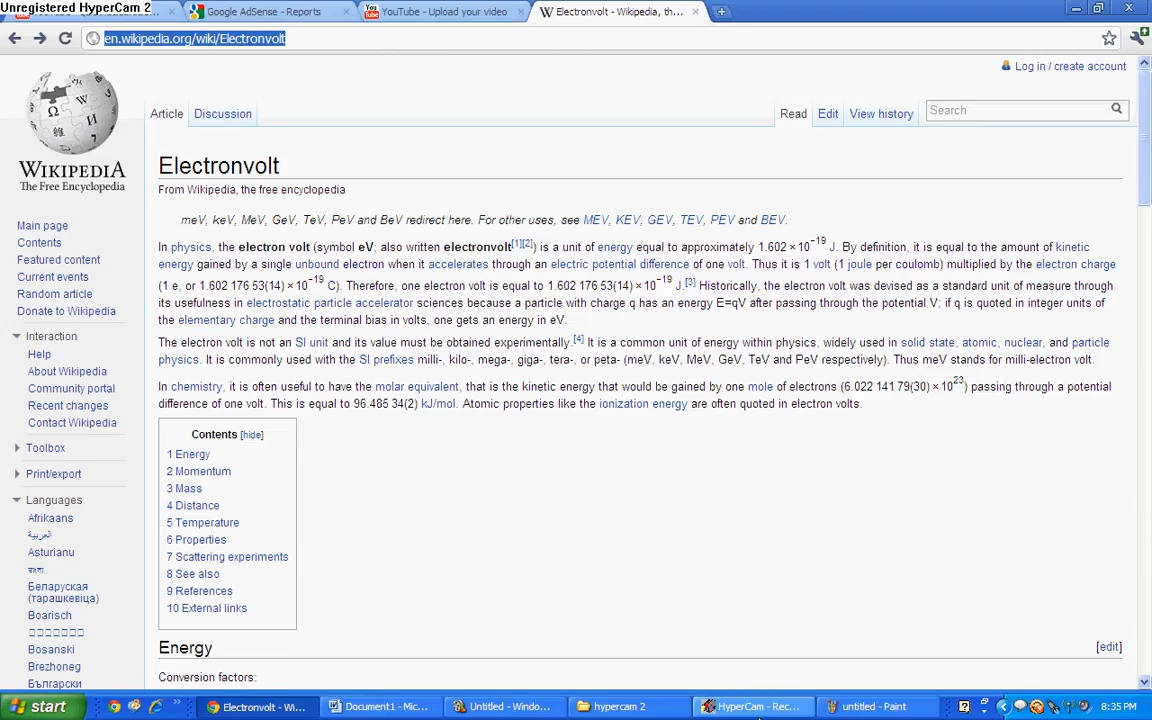 Unregistered HyperCam 2
Google AdSense - Reports
YouTube - Upload your video
Electronvolt - Wikipedia, th...
en.wikipedia.org/wiki/Electronvolt
Log in / create account
Article Discussion Read Edit View history Search
WIKIPEDIA
The Free Encyclopedia
Main page
Contents
Featured content
Current events
Random article
Donate to Wikipedia
Interaction
Help
About Wikipedia
Community portal
Recent changes
Contact Wikipedia
Toolbox
Print/export
Languages
Afrikaans
العربية
Asturianu
বাংলা
Беларуская
(тарашкевіца)
Boarisch
Bosanski
Brezhoneg
Български
Electronvolt
From Wikipedia, the free encyclopedia
meV, keV, MeV, GeV, TeV, PeV and BeV redirect here. For other uses, see MEV, KEV, GEV, TEV, PEV and BEV.
In physics, the electron volt (symbol eV; also written electronvolt[1][2]) is a unit of energy equal to approximately 1.602 × 10−19 J. By definition, it is equal to the amount of kinetic
energy gained by a single unbound electron when it accelerates through an electric potential difference of one volt. Thus it is 1 volt (1 joule per coulomb) multiplied by the electron charge
(1 e, or 1.602 176 53(14) × 10−19 C). Therefore, one electron volt is equal to 1.602 176 53(14) × 10−19 J.[3] Historically, the electron volt was devised as a standard unit of measure through
its usefulness in electrostatic particle accelerator sciences because a particle with charge q has an energy E=qV after passing through the potential V; if q is quoted in integer units of
the elementary charge and the terminal bias in volts, one gets an energy in eV.
The electron volt is not an SI unit and its value must be obtained experimentally.[4] It is a common unit of energy within physics, widely used in solid state, atomic, nuclear, and particle
physics. It is commonly used with the SI prefixes milli-, kilo-, mega-, giga-, tera-, or peta- (meV, keV, MeV, GeV, TeV and PeV respectively). Thus meV stands for milli-electron volt.
In chemistry, it is often useful to have the molar equivalent, that is the kinetic energy that would be gained by one mole of electrons (6.022 141 79(30) × 1023) passing through a potential
difference of one volt. This is equal to 96.485 34(2) kJ/mol. Atomic properties like the ionization energy are often quoted in electron volts.
Contents [hide]
1 Energy
2 Momentum
3 Mass
4 Distance
5 Temperature
6 Properties
7 Scattering experiments
8 See also
9 References
10 External links
Energy [edit]
Conversion factors:
start
Electronvolt - Wi...
Document1 - Mic...
Untitled - Windo...
hypercam 2
HyperCam - Rec...
untitled - Paint
8:35 PM